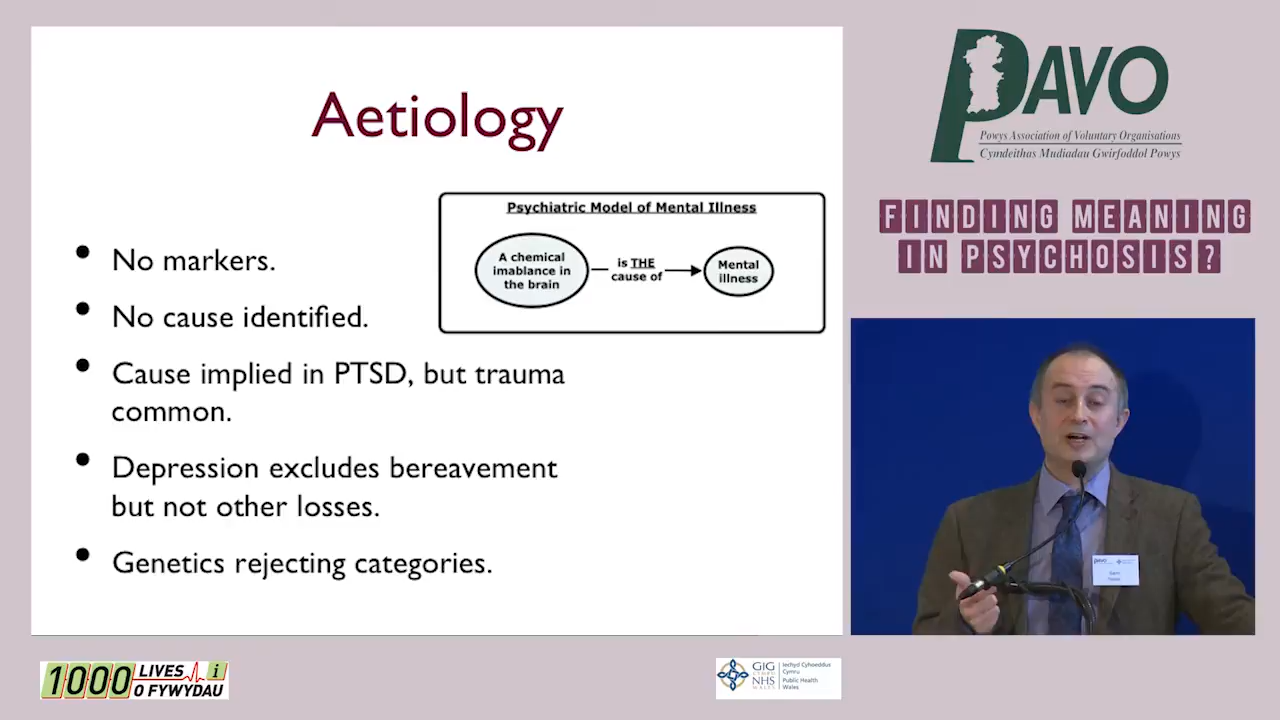 Aetiology
Psychiatric Model of Mental Illness
A chemical
imablance in
the brain
is THE
cause of
Mental
illness
• No markers.
• No cause identified.
• Cause implied in PTSD, but trauma
common.
• Depression excludes bereavement
but not other losses.
• Genetics rejecting categories.
PAVO
Powys Association of Voluntary Organisations
Cymdeithas Mudiadau Gwirfoddol Powys
FINDING MEANING
IN PSYCHOSIS?
1000 LIVES i
O FYWYDAU
GIG
CYMRU
NHS
WALES
Iechyd Cyhoeddus
Cymru
Public Health
Wales